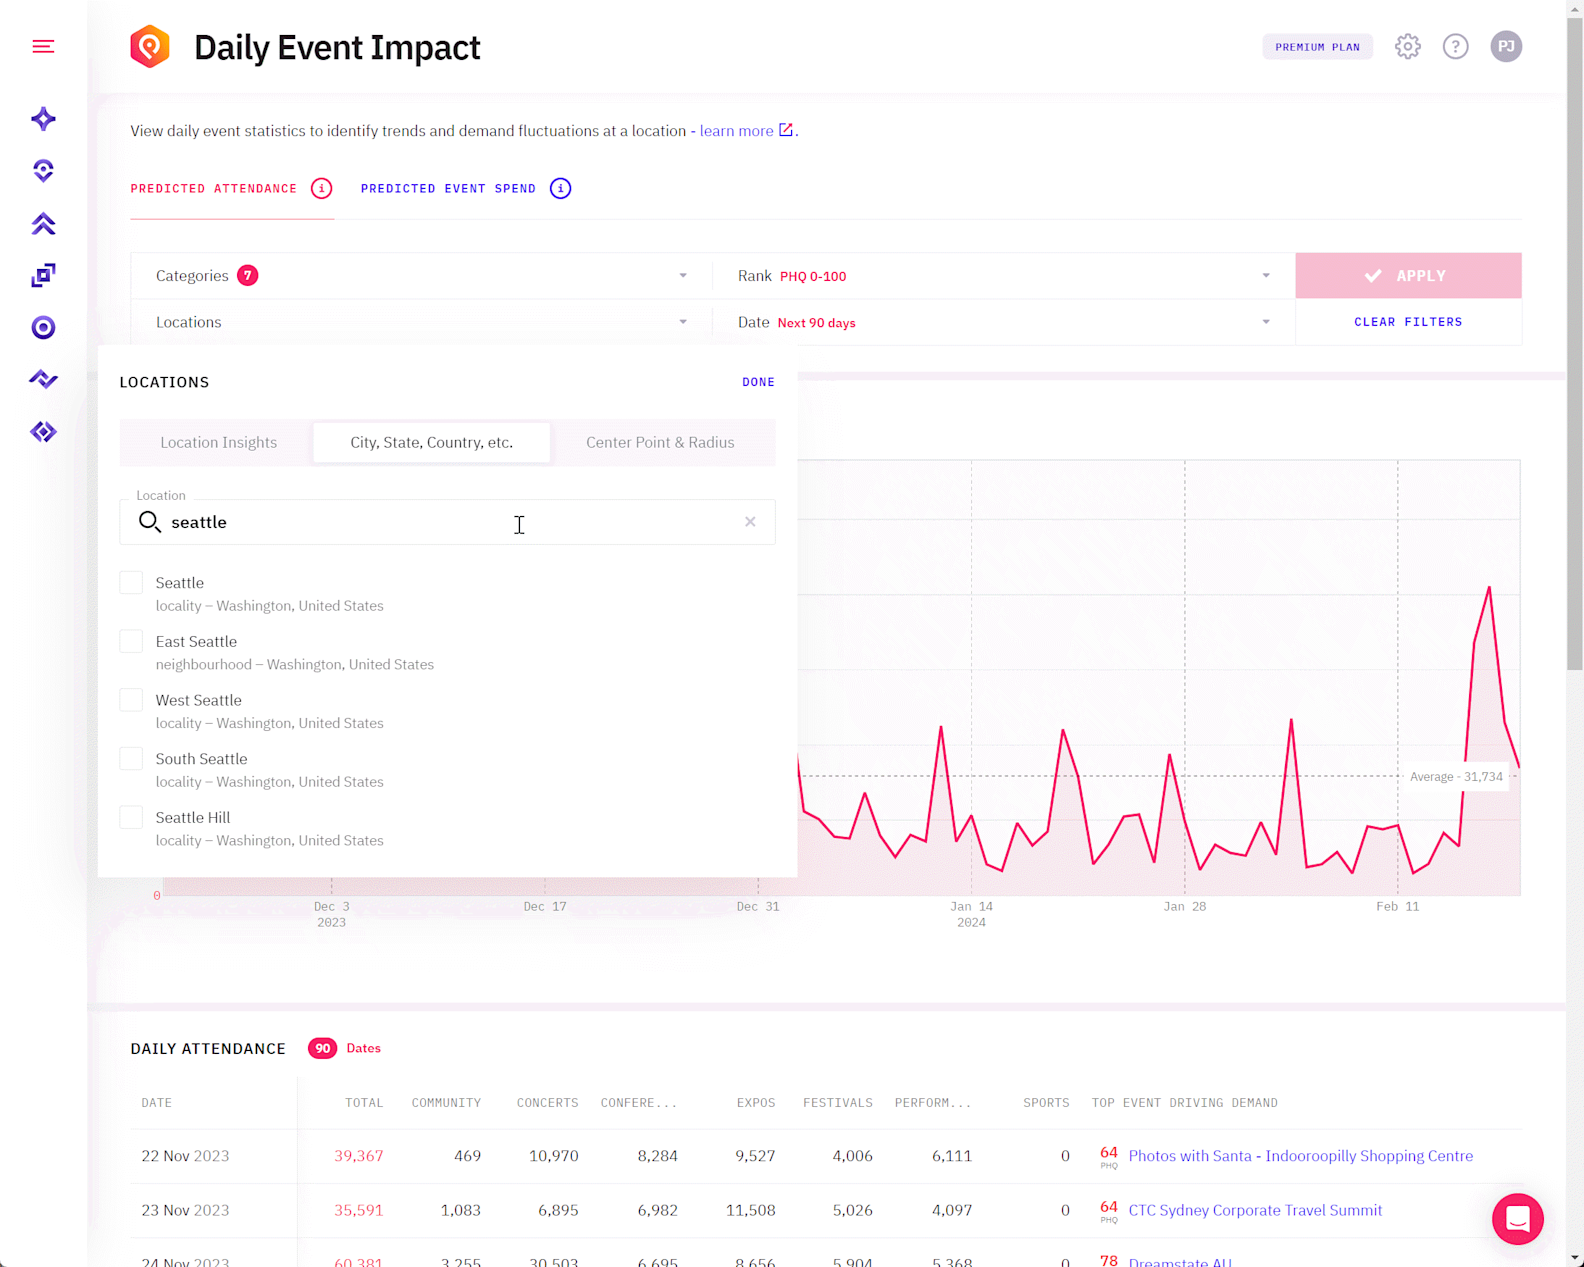 Daily Event Impact
PREMIUM PLAN
?
PJ
View daily event statistics to identify trends and demand fluctuations at a location - learn more .
PREDICTED ATTENDANCE i PREDICTED EVENT SPEND i
Categories 7
Rank PHQ 0-100
APPLY
Locations
Date Next 90 days
CLEAR FILTERS
LOCATIONS
DONE
Location Insights City, State, Country, etc. Center Point & Radius
Location
seattle
Seattle
locality – Washington, United States
East Seattle
neighbourhood – Washington, United States
West Seattle
locality – Washington, United States
South Seattle
locality – Washington, United States
Seattle Hill
locality – Washington, United States
Average - 31,734
0
Dec 3 Dec 17 Dec 31 Jan 14 Jan 28 Feb 11
2023 2024
DAILY ATTENDANCE 90 Dates
DATE TOTAL COMMUNITY CONCERTS CONFERE... EXPOS FESTIVALS PERFORM... SPORTS TOP EVENT DRIVING DEMAND
22 Nov 2023 39,367 469 10,970 8,284 9,527 4,006 6,111 0 64 PHQ Photos with Santa - Indooroopilly Shopping Centre
23 Nov 2023 35,591 1,083 6,895 6,982 11,508 5,026 4,097 0 64 PHQ CTC Sydney Corporate Travel Summit
24 Nov 2023 60,381 3,255 30,503 6,695 8,656 5,904 5,368 0 78 Dreamstate AU